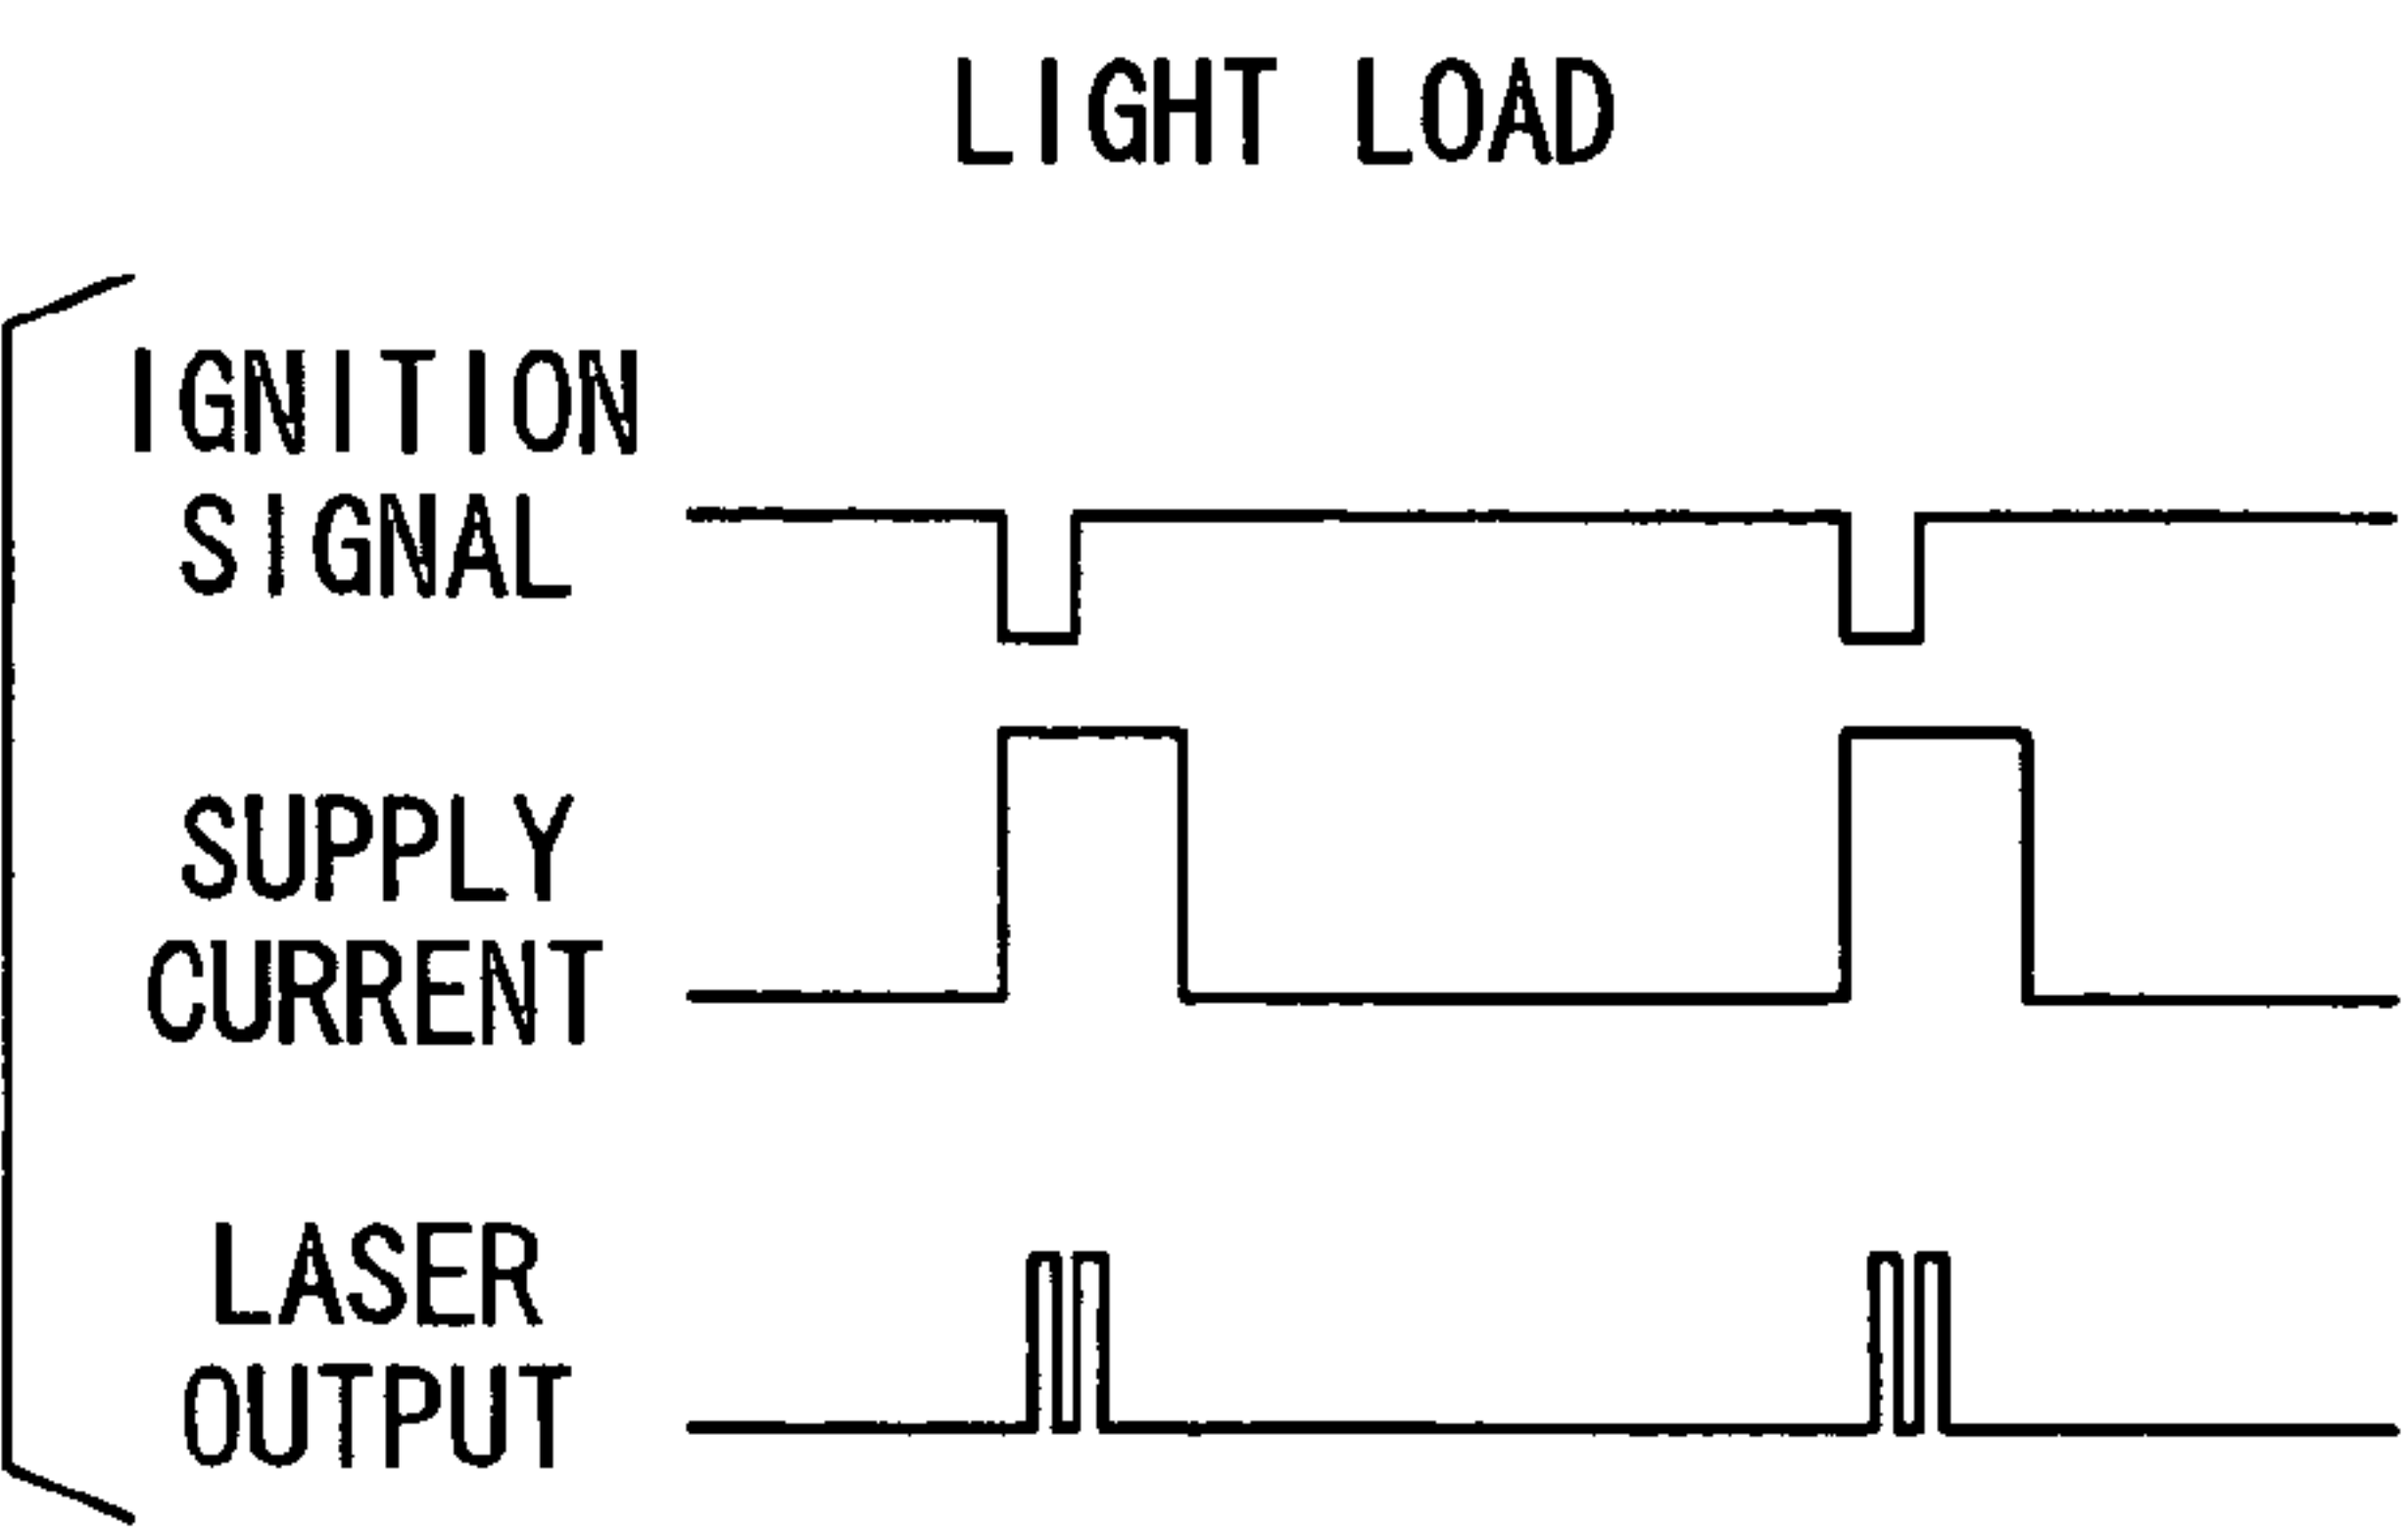 LIGHT LOAD
IGNITION
SIGNAL
SUPPLY
CURRENT
LASER
OUTPUT